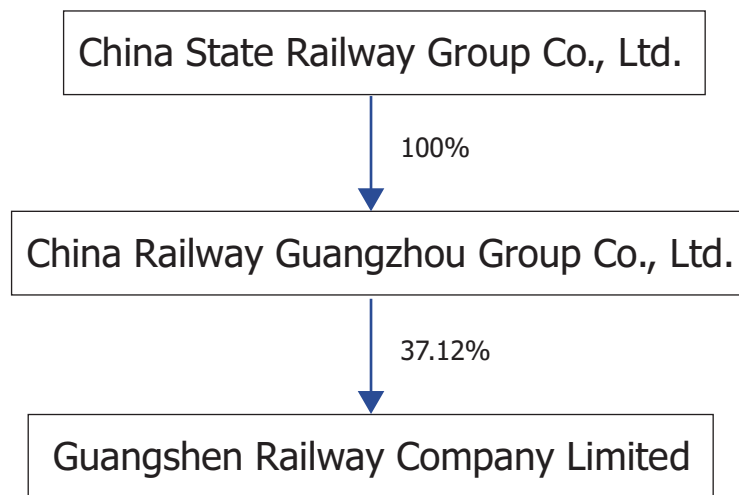 China State Railway Group Co., Ltd.
100%
China Railway Guangzhou Group Co., Ltd.
37.12%
Guangshen Railway Company Limited